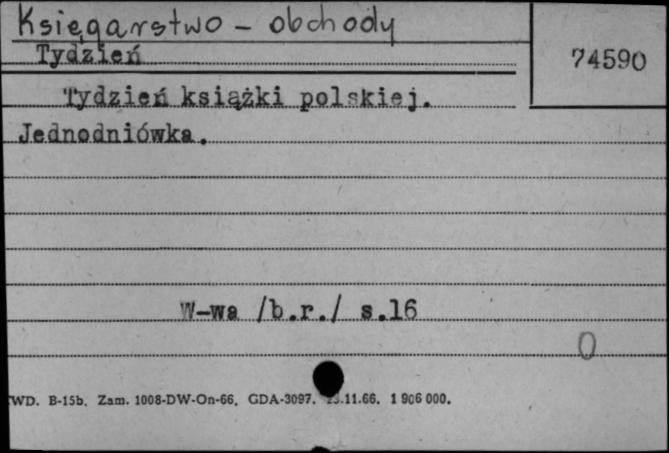 Księgarstwo - obchody
74590
Tydzień
Tydzień książki polskiej.
Jednodniówka.
W-wa /b.r./ s.16
0
WD. B-15b. Zam. 1008-DW-On-66. GDA-3097. .11.66. 1 906 000.